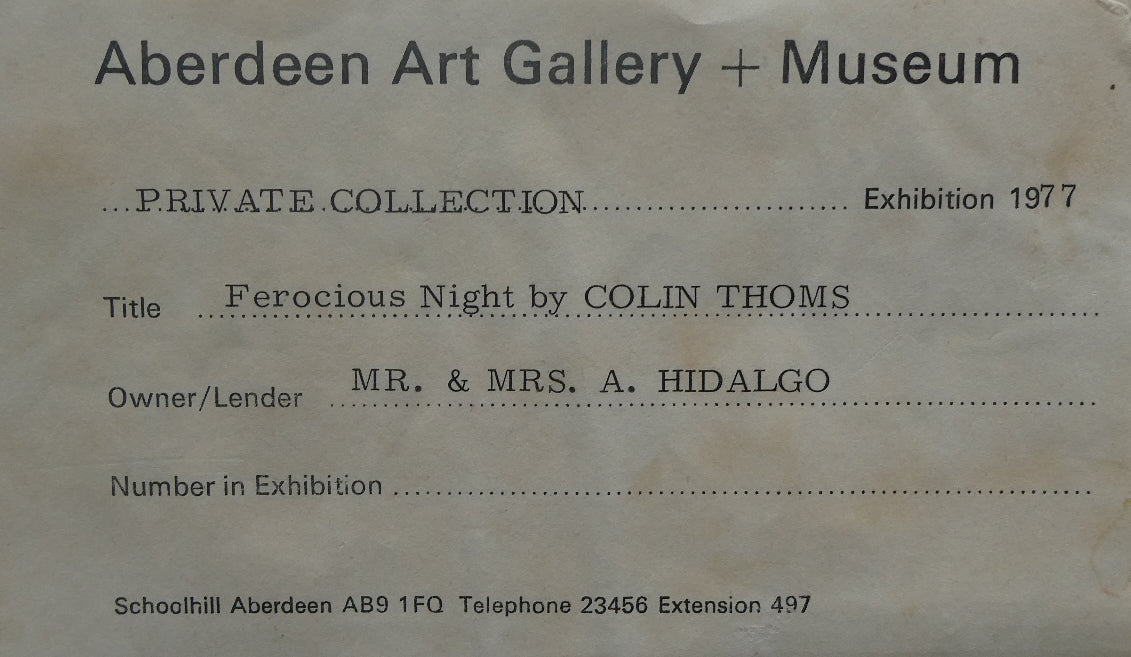 Aberdeen Art Gallery + Museum
...PRIVATE COLLECTION......................... Exhibition 1977
Title Ferocious Night by COLIN THOMS
Owner/Lender MR. & MRS. A. HIDALGO
Number in Exhibition
Schoolhill Aberdeen AB9 1FQ Telephone 23456 Extension 497